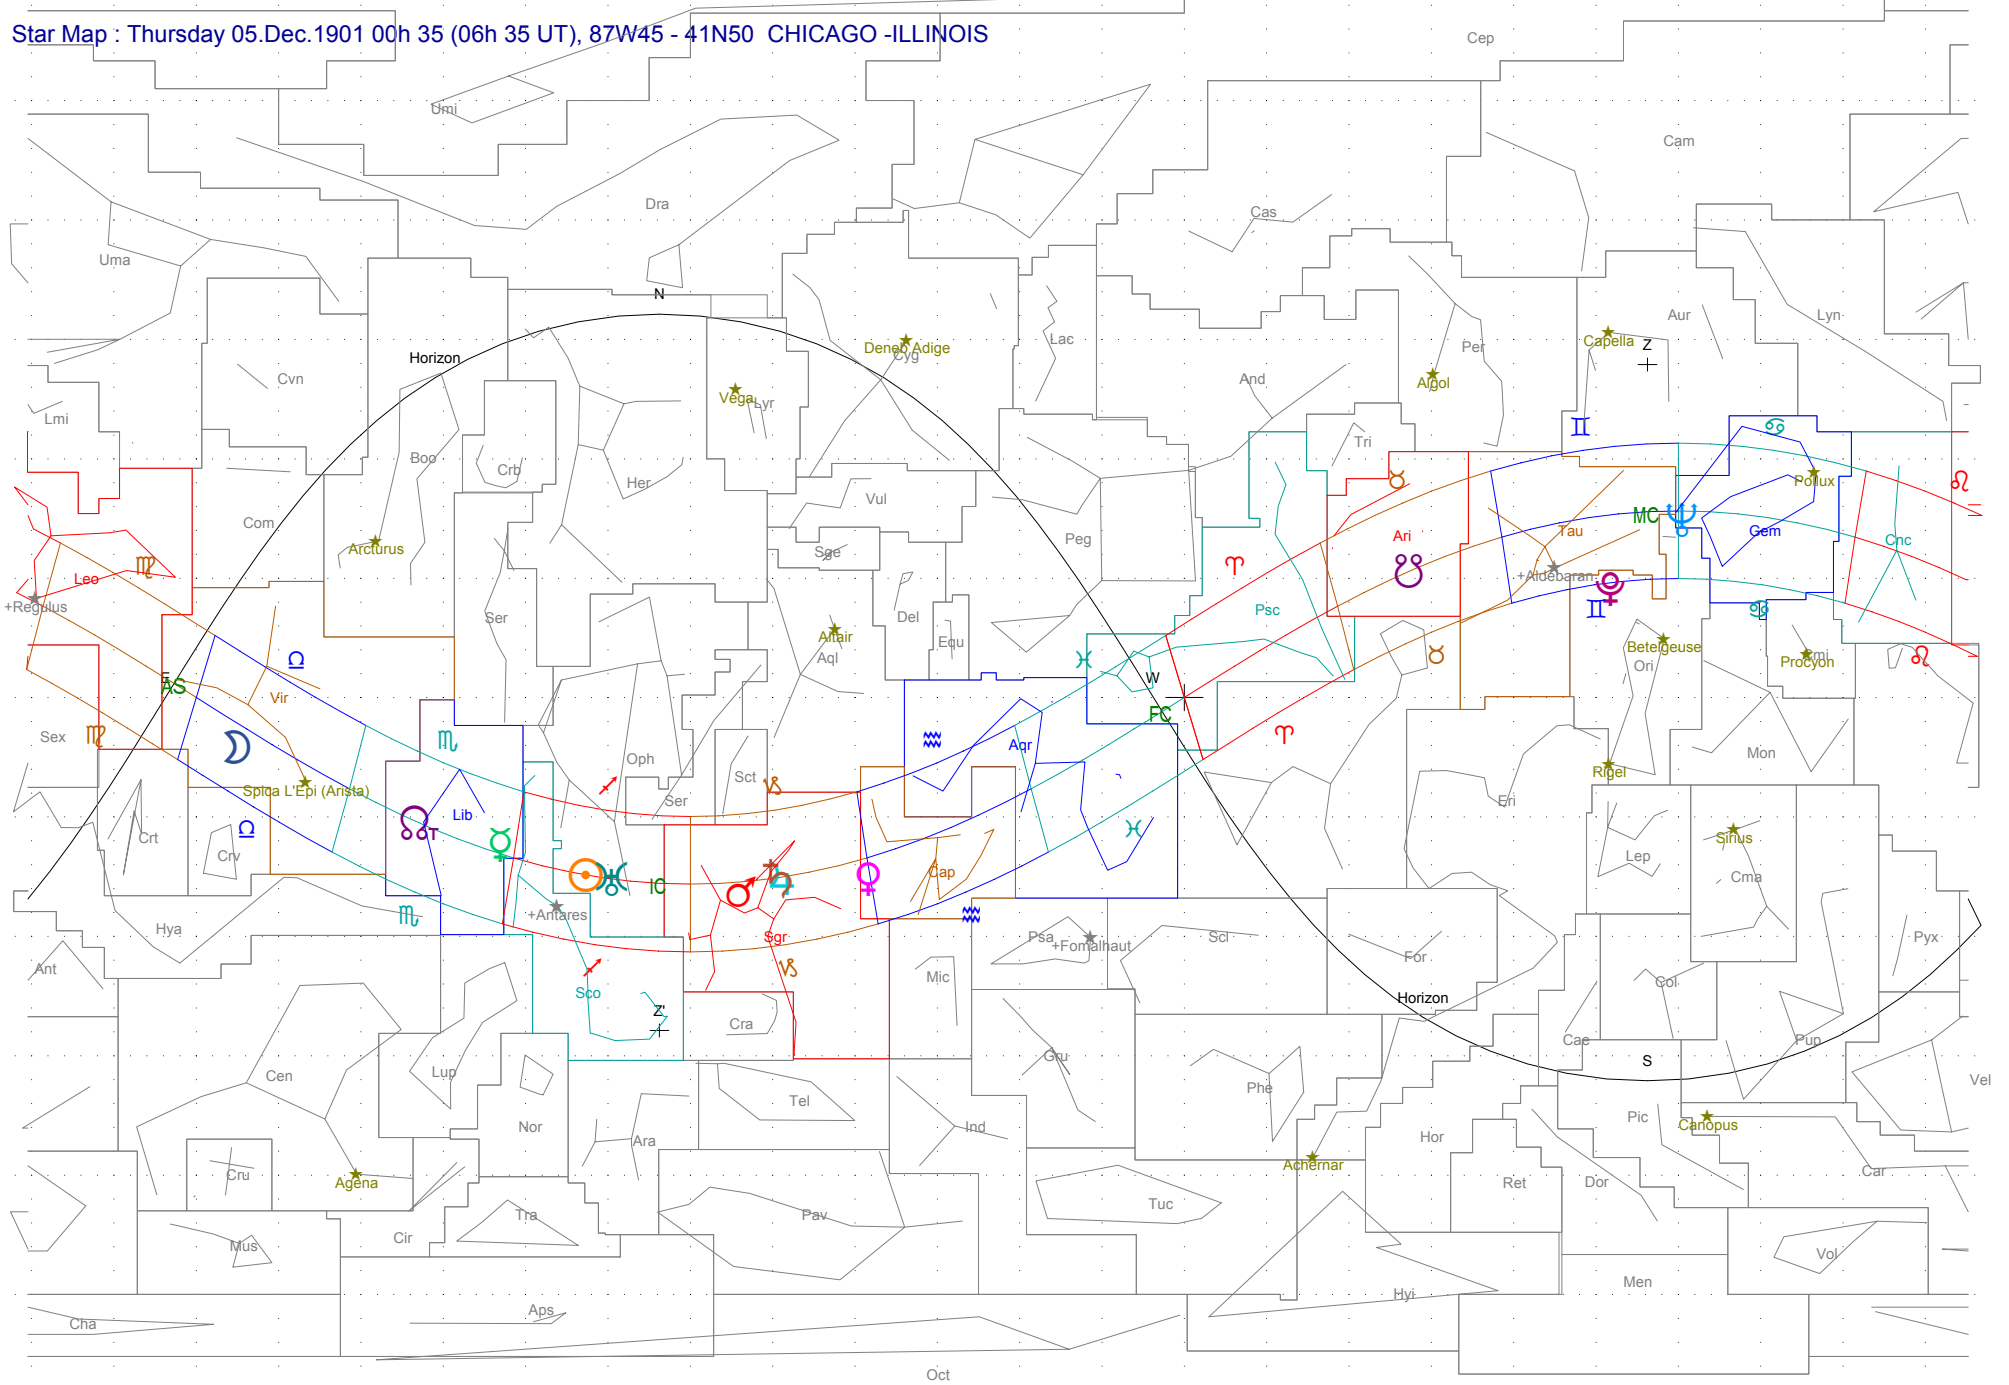 Star Map : Thursday 05.Dec.1901 00h 35 (06h 35 UT), 87W45 - 41N50 CHICAGO -ILLINOIS
Cep
Umi
Cam
Dra
Cas
Uma
N
Lyn
Aur
Horizon
Deneb Adige
Cyg
Lac
Per
Capella
Z
Cvn
And
Algol
Vega
Lyr
Lmi
Tri
Boo
Crb
Her
Vul
Pollux
Com
Arcturus
Sge
Peg
Ari
MC
Tau
Gem
Cnc
Leo
+Regulus
+Aldebaran
Ser
Del
Psc
Equ
Altair
Aql
Betelgeuse
Ori
Procyon
Cmi
E
AS
Vir
W
FC
Sex
Oph
Aqr
Mon
Sct
Rigel
Spica L'Epi (Arista)
Ser
Eri
Lib
T
Crt
Crv
Sirius
Lep
Cma
IC
Cap
+Antares
Hya
Sgr
Psa
+Fomalhaut
Scl
For
Pyx
Ant
Mic
Col
Sco
Horizon
Z'
Cra
Cae
Pup
Gru
S
Cen
Lup
Phe
Vel
Tel
Nor
Ara
Ind
Hor
Pic
Canopus
Achernar
Car
Cru
Agena
Ret
Dor
Tuc
Tra
Pav
Cir
Mus
Vol
Men
Hyi
Aps
Cha
Oct